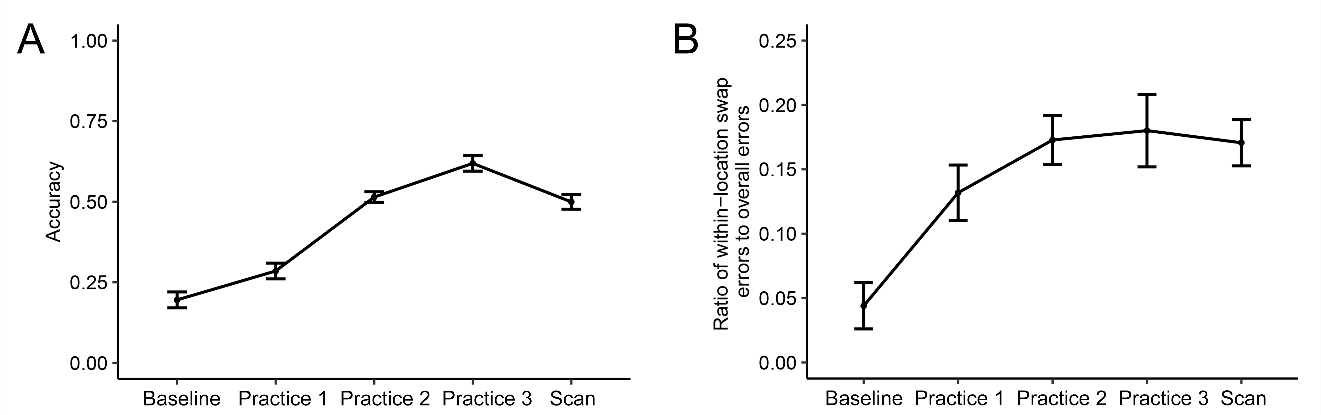 A
1.00
0.75
0.50
0.25
0.00
Accuracy
Baseline Practice 1 Practice 2 Practice 3 Scan
B
0.25
0.20
0.15
0.10
0.05
0.00
Ratio of within−location swap
errors to overall errors
Baseline Practice 1 Practice 2 Practice 3 Scan